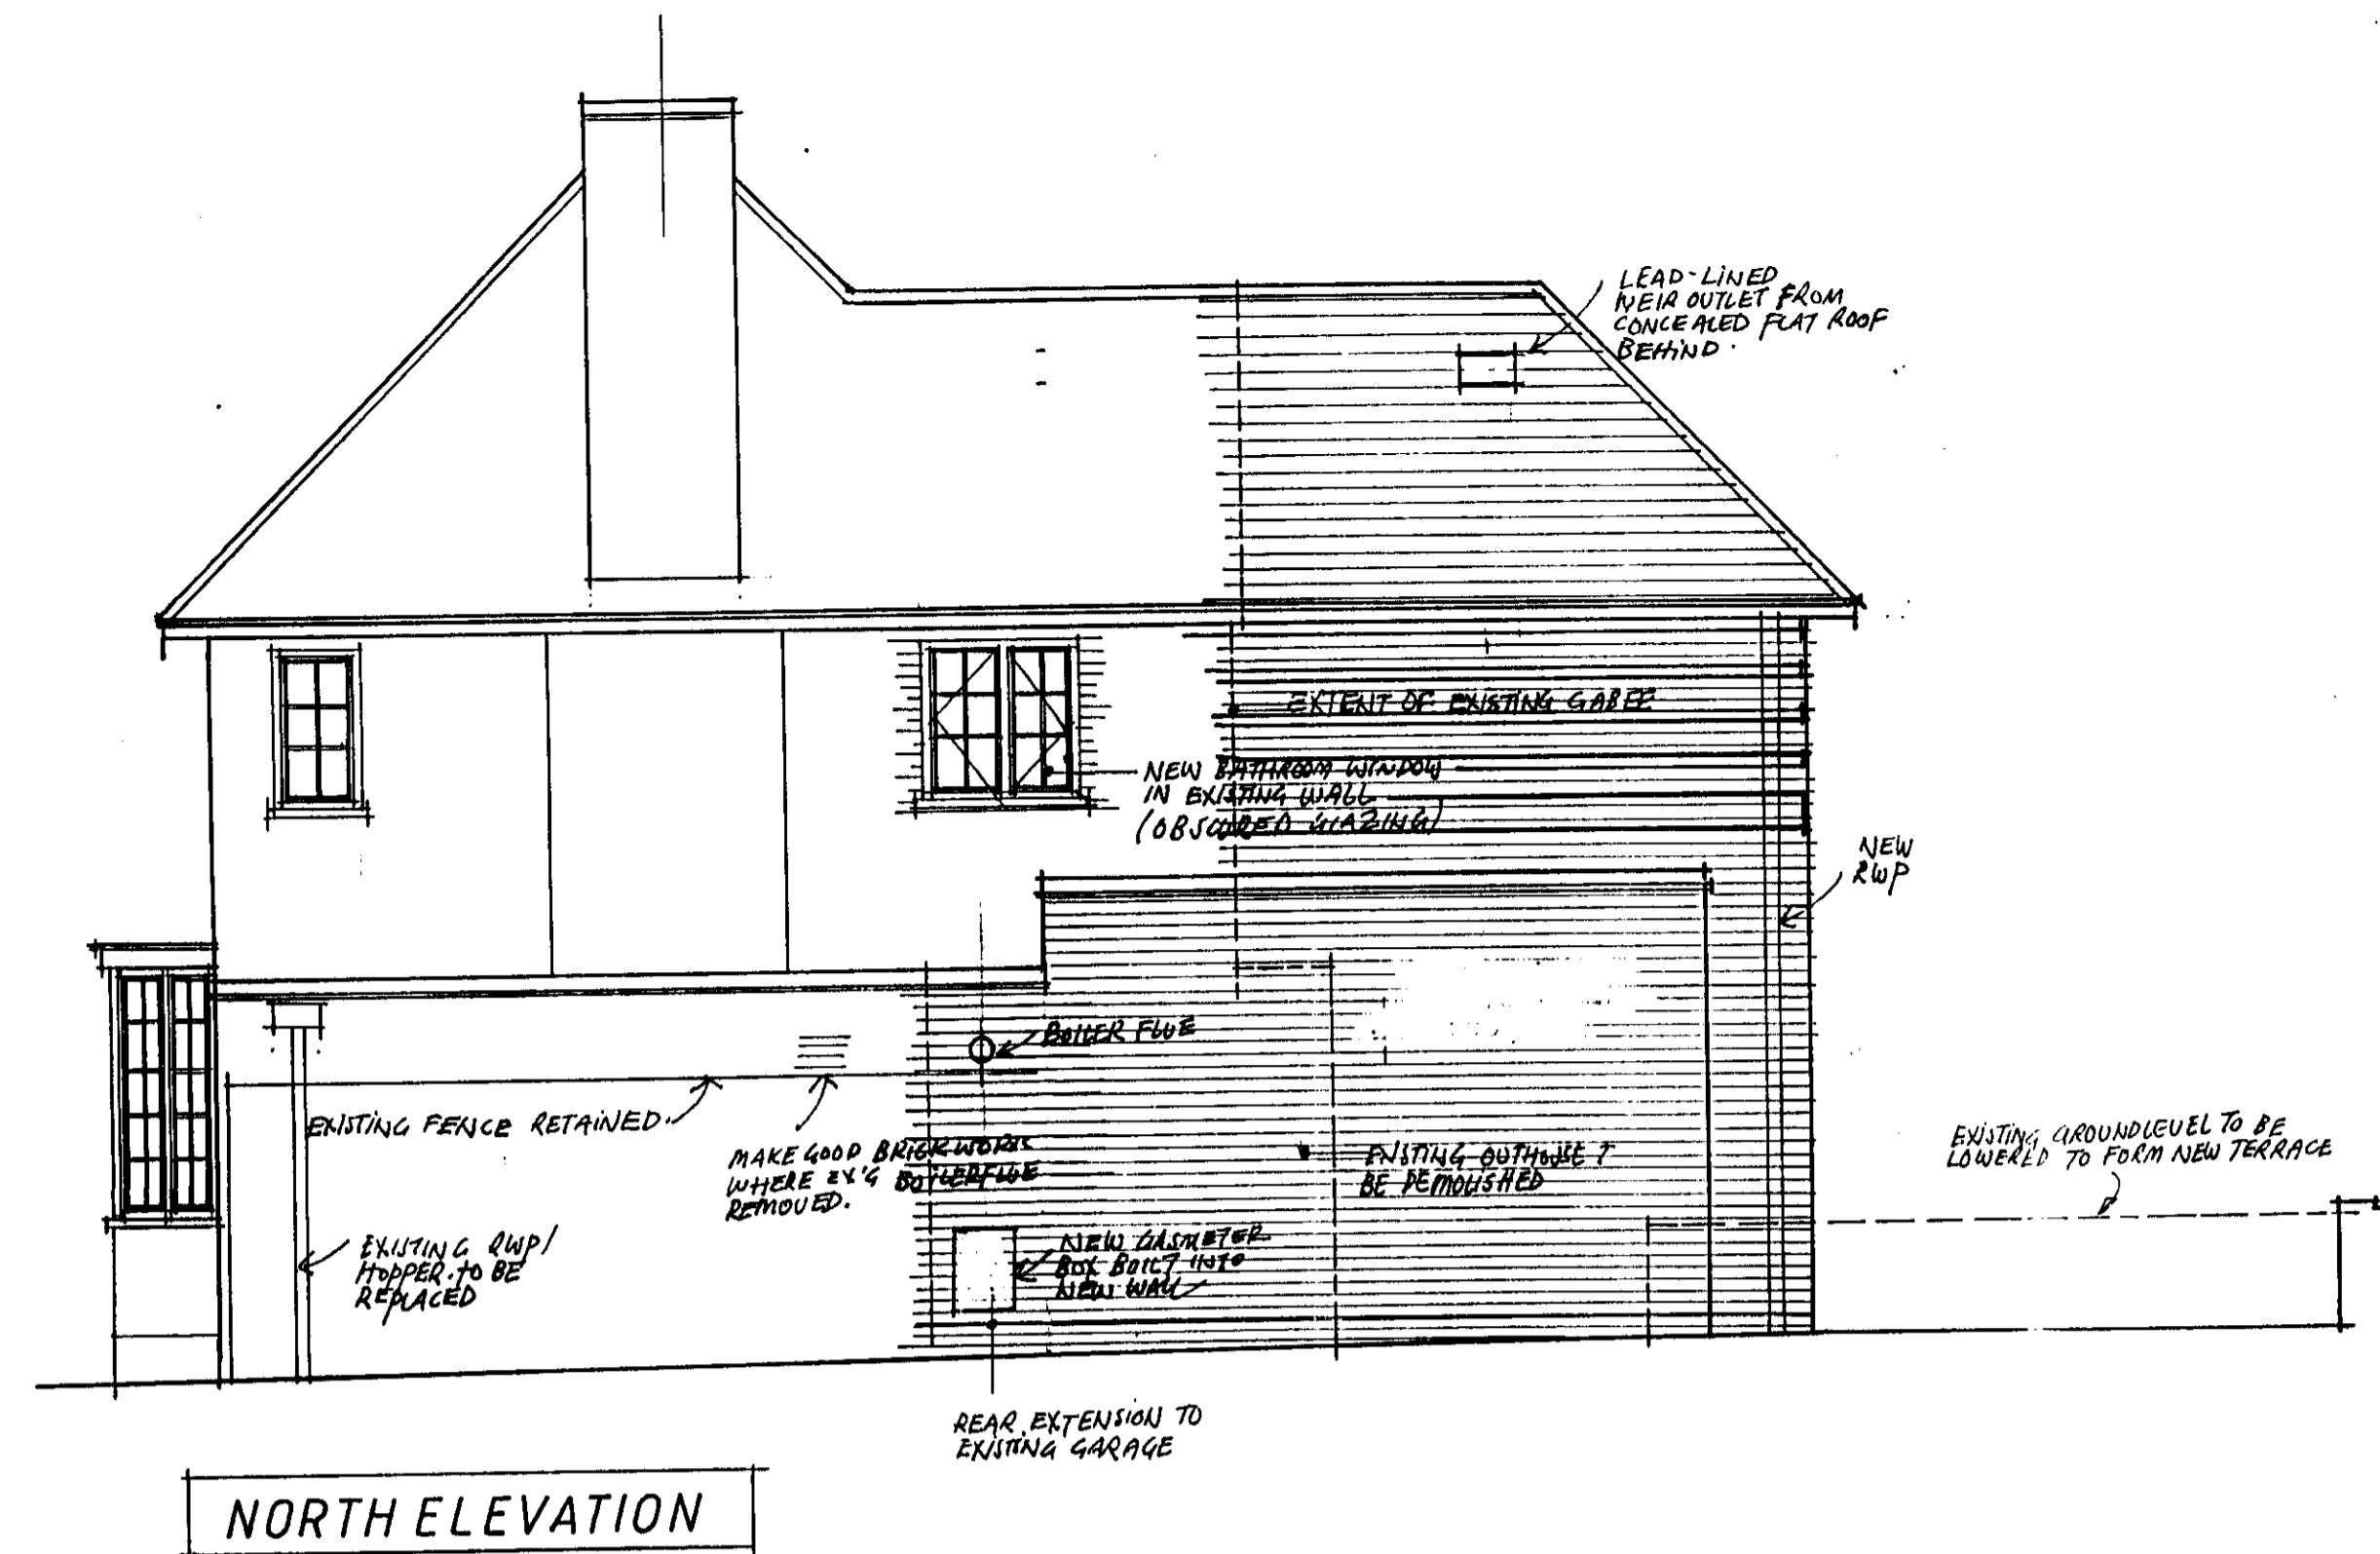 LEAD-LINED
WEIR OUTLET FROM
CONCEALED FLAT ROOF
BEHIND.
EXTENT OF EXISTING GABLE
NEW BATHROOM WINDOW
IN EXISTING WALL
(OBSCURED GLAZING)
NEW
RWP
BOILER FLUE
EXISTING FENCE RETAINED.
MAKE GOOD BRICKWORK
WHERE EX'G BOILERFLUE
REMOVED.
EXISTING OUTHOUSE T
BE DEMOLISHED
EXISTING GROUNDLEVEL TO BE
LOWERED TO FORM NEW TERRACE
EXISTING RWP/
HOPPER. TO BE
REPLACED
NEW GASMETER
BOX BUILT INTO
NEW WALL
REAR EXTENSION TO
EXISTING GARAGE
NORTH ELEVATION